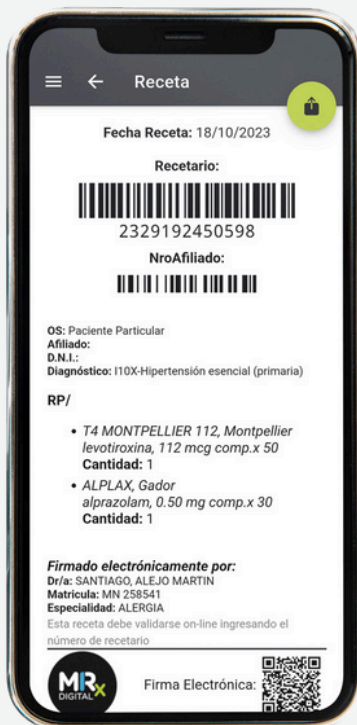 Receta
Fecha Receta: 18/10/2023
Recetario:
2329192450598
NroAfiliado:
OS: Paciente Particular
Afiliado:
D.N.I.:
Diagnóstico: I10X-Hipertensión esencial (primaria)
RP/
• T4 MONTPELLIER 112, Montpellier
levotiroxina, 112 mcg comp.x 50
Cantidad: 1
• ALPLAX, Gador
alprazolam, 0.50 mg comp.x 30
Cantidad: 1
Firmado electrónicamente por:
Dr/a: SANTIAGO, ALEJO MARTIN
Matricula: MN 258541
Especialidad: ALERGIA
Esta receta debe validarse on-line ingresando el
número de recetario
MRx
DIGITAL
Firma Electrónica: